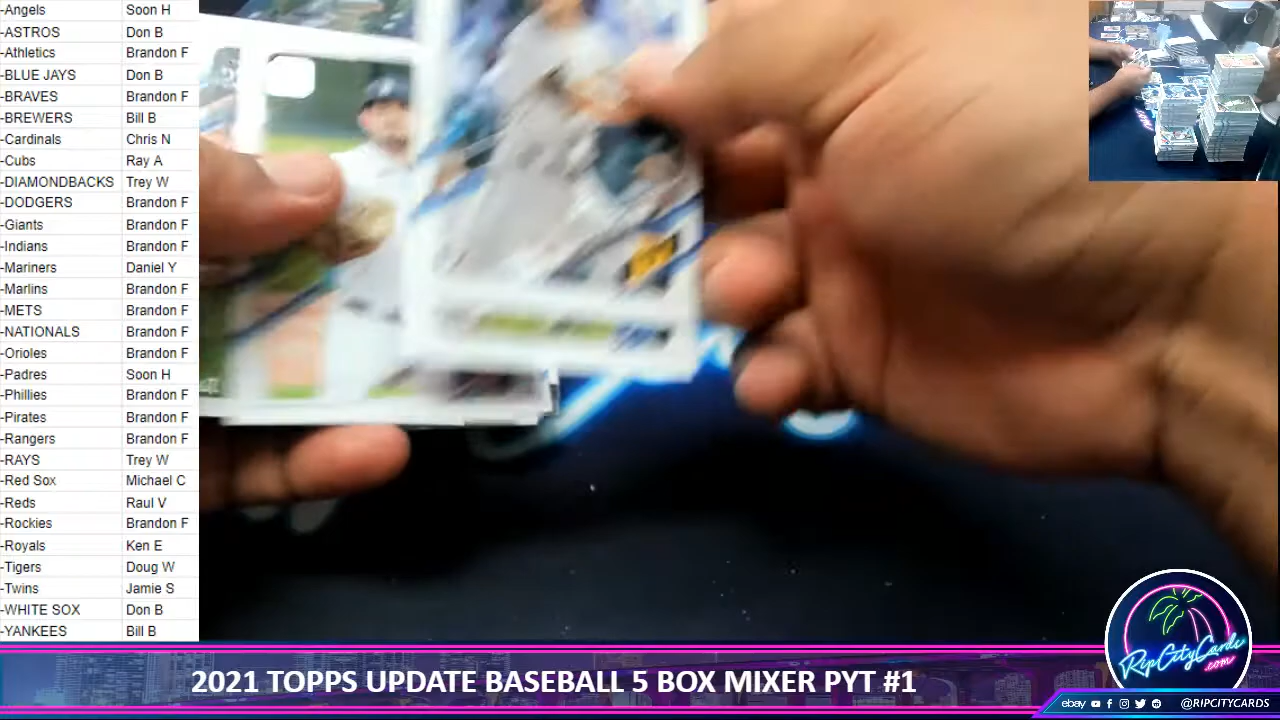 -Angels Soon H
-ASTROS Don B
-Athletics Brandon F
-BLUE JAYS Don B
-BRAVES Brandon F
-BREWERS Bill B
-Cardinals Chris N
-Cubs Ray A
-DIAMONDBACKS Trey W
-DODGERS Brandon F
-Giants Brandon F
-Indians Brandon F
-Mariners Daniel Y
-Marlins Brandon F
-METS Brandon F
-NATIONALS Brandon F
-Orioles Brandon F
-Padres Soon H
-Phillies Brandon F
-Pirates Brandon F
-Rangers Brandon F
-RAYS Trey W
-Red Sox Michael C
-Reds Raul V
-Rockies Brandon F
-Royals Ken E
-Tigers Doug W
-Twins Jamie S
-WHITE SOX Don B
-YANKEES Bill B
RipCityCards
.com
2021 TOPPS UPDATE BASEBALL 5 BOX MIXER PYT #1
ebay @RIPCITYCARDS